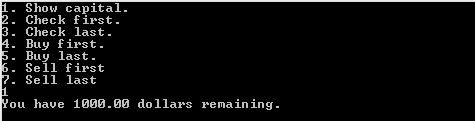 1. Show capital.
2. Check first.
3. Check last.
4. Buy first.
5. Buy last.
6. Sell first
7. Sell last
1
You have 1000.00 dollars remaining.